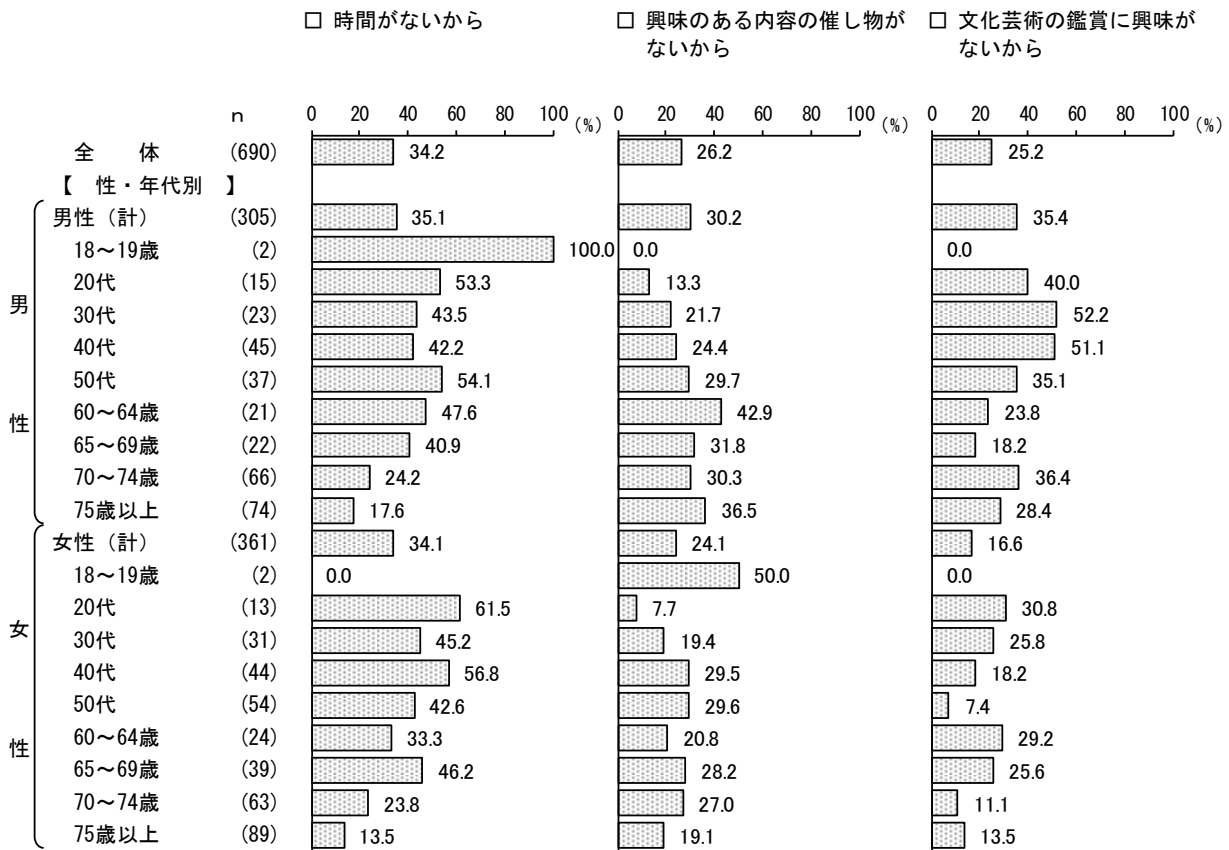 □ 時間がないから □ 興味のある内容の催し物が □ 文化芸術の鑑賞に興味が
ないから ないから
n 0 20 40 60 80 100 (%) 0 20 40 60 80 100 (%) 0 20 40 60 80 100 (%)
全 体 (690) 34.2 26.2 25.2
【 性・年代別 】
男性（計） (305) 35.1 30.2 35.4
18～19歳 (2) 100.0 0.0 0.0
20代 (15) 53.3 13.3 40.0
男
30代 (23) 43.5 21.7 52.2
40代 (45) 42.2 24.4 51.1
50代 (37) 54.1 29.7 35.1
60～64歳 (21) 47.6 42.9 23.8
性
65～69歳 (22) 40.9 31.8 18.2
70～74歳 (66) 24.2 30.3 36.4
75歳以上 (74) 17.6 36.5 28.4
女性（計） (361) 34.1 24.1 16.6
18～19歳 (2) 0.0 50.0 0.0
20代 (13) 61.5 7.7 30.8
女
30代 (31) 45.2 19.4 25.8
40代 (44) 56.8 29.5 18.2
50代 (54) 42.6 29.6 7.4
60～64歳 (24) 33.3 20.8 29.2
性
65～69歳 (39) 46.2 28.2 25.6
70～74歳 (63) 23.8 27.0 11.1
75歳以上 (89) 13.5 19.1 13.5